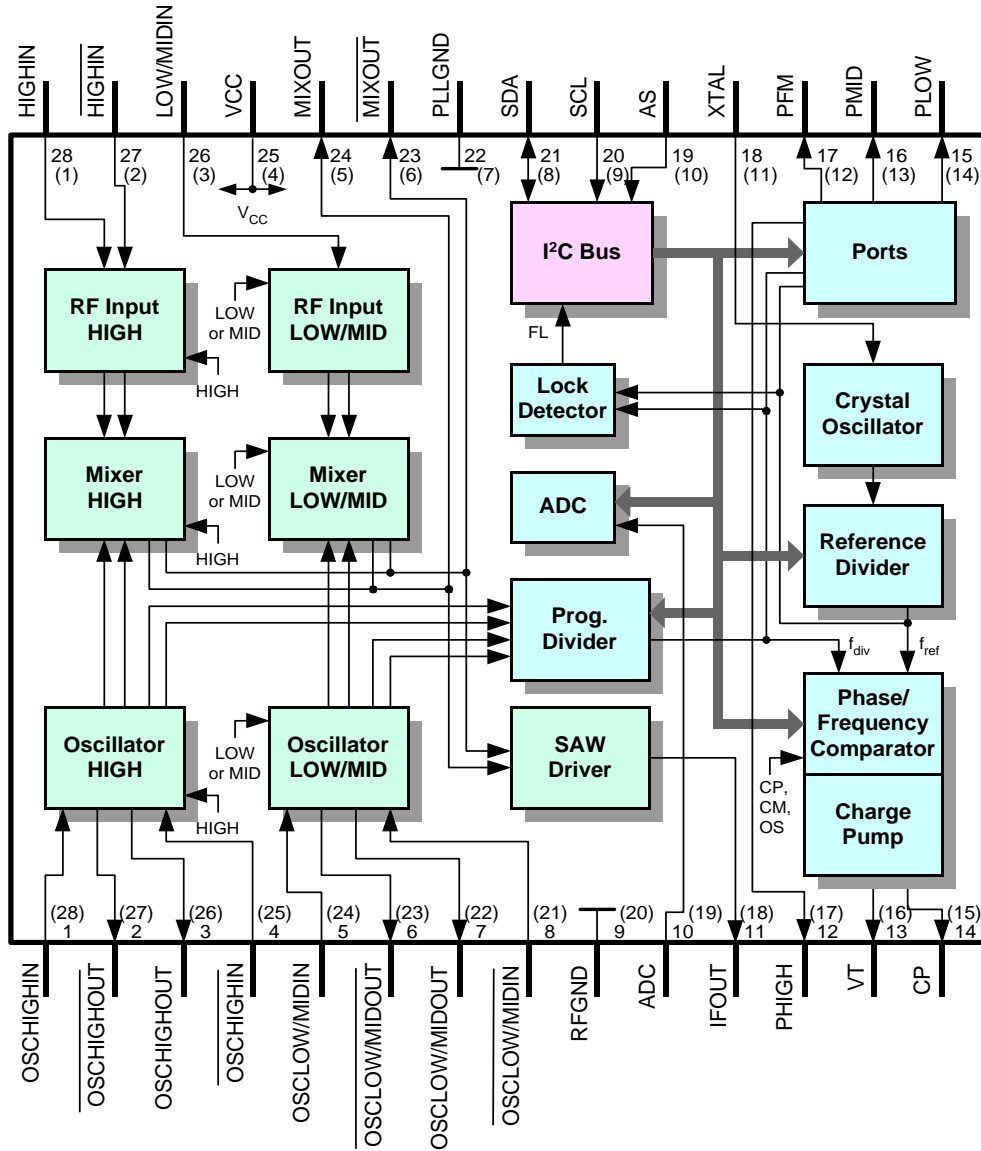 HIGHIN
HIGHIN
LOW/MIDIN
VCC
MIXOUT
MIXOUT
PLLGND
SDA
SCL
AS
XTAL
PFM
PMID
PLOW
28
(1)
27
(2)
26
(3)
25
(4)
24
(5)
23
(6)
22
(7)
21
(8)
20
(9)
19
(10)
18
(11)
17
(12)
16
(13)
15
(14)
VCC
RF Input
HIGH
HIGH
LOW
or MID
RF Input
LOW/MID
I²C Bus
Ports
FL
Lock
Detector
Crystal
Oscillator
Mixer
HIGH
HIGH
LOW
or MID
Mixer
LOW/MID
ADC
Reference
Divider
Prog.
Divider
fdiv
fref
Oscillator
HIGH
HIGH
LOW
or MID
Oscillator
LOW/MID
SAW
Driver
Phase/
Frequency
Comparator
CP,
CM,
OS
Charge
Pump
(28)
1
(27)
2
(26)
3
(25)
4
(24)
5
(23)
6
(22)
7
(21)
8
(20)
9
(19)
10
(18)
11
(17)
12
(16)
13
(15)
14
OSCHIGHIN
OSCHIGHOUT
OSCHIGHOUT
OSCHIGHIN
OSCLOW/MIDIN
OSCLOW/MIDOUT
OSCLOW/MIDOUT
OSCLOW/MIDIN
RFGND
ADC
IFOUT
PHIGH
VT
CP